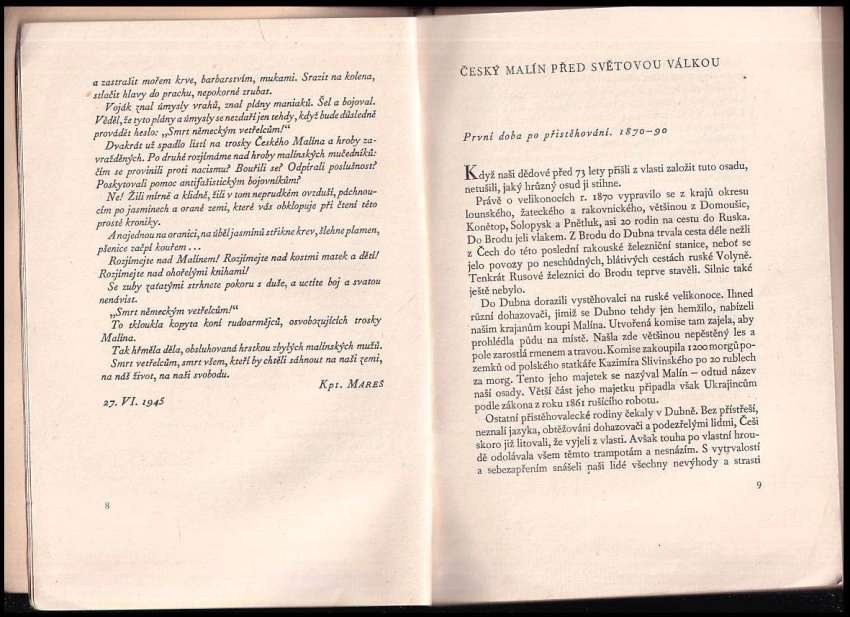 a zastrašit mořem krve, barbarstvím, mukami. Srazit na kolena,
stlačit hlavy do prachu, nepokorné zrubat.
Voják znal úmysly vrahů, znal plány maniaků. Šel a bojoval.
Věděl, že tyto plány a úmysly se nezdaří jen tehdy, když bude důsledně
provádět heslo: „Smrt německým vetřelcům!“
Dvakrát už spadlo listí na trosky Českého Malína a hroby za-
vražděných. Po druhé rozjímáme nad hroby malínských mučedníků:
čím se provinili proti nacismu? Bouřili se? Odpírali poslušnost?
Poskytovali pomoc antifašistickým bojovníkům?
Ne! Žili mírně a klidně, žili v tom neprudkém ovzduší, páchnou-
cím po jasmínech a orané zemi, které vás obklopuje při čtení této
prosté kroniky.
A najednou na oranici, na úběl jasmínů střikne krev, šlehne plamen,
pšenice začpí kouřem ...
Rozjímejte nad Malínem! Rozjímejte nad kostmi matek a dětí!
Rozjímejte nad ohořelými knihami!
Se zuby zaťatými strhnete pokoru s duše, a uctíte boj a svatou
nenávist.
„Smrt německým vetřelcům!“
To tloukla kopyta koní rudoarmějců, osvobozujících trosky
Malína.
Tak hřměla děla, obsluhovaná hrstkou zbylých malínských mužů.
Smrt vetřelcům, smrt všem, kteří by chtěli sáhnout na naši zemi,
na náš život, na naši svobodu.
Kpt. MAREŠ
27. VI. 1945
8
ČESKÝ MALÍN PŘED SVĚTOVOU VÁLKOU
První doba po přistěhování. 1870-90
Když naši dědové před 73 lety přišli z vlasti založit tuto osadu,
netušili, jaký hrůzný osud ji stihne.
Právě o velikonocích r. 1870 vypravilo se z krajů okresu
lounského, žateckého a rakovnického, většinou z Domoušic,
Konětop, Solopysk a Pnětluk, asi 20 rodin na cestu do Ruska.
Do Brodu jeli vlakem. Z Brodu do Dubna trvala cesta déle nežli
z Čech do této poslední rakouské železniční stanice, neboť se
jelo povozy po neschůdných, blátivých cestách ruské Volyně.
Tenkrát Rusové železnici do Brodu teprve stavěli. Silnic také
ještě nebylo.
Do Dubna dorazili vystěhovalci na ruské velikonoce. Ihned
různí dohazovači, jimiž se Dubno tehdy jen hemžilo, nabízeli
našim krajanům koupi Malína. Utvořená komise tam zajela, aby
prohlédla půdu na místě. Našla zde většinou nepěstěný les a
pole zarostlá rmenem a travou. Komise zakoupila 1200 morgů po-
zemků od polského statkáře Kazimíra Slivinského po 20 rublech
za morg. Tento jeho majetek se nazýval Malín – odtud název
naší osady. Větší část jeho majetku připadla však Ukrajincům
podle zákona z roku 1861 rušícího robotu.
Ostatní přistěhovalecké rodiny čekaly v Dubně. Bez přístřeší,
neznalí jazyka, obtěžováni dohazovači a podezřelými lidmi, Češi
skoro již litovali, že vyjeli z vlasti. Avšak touha po vlastní hrou-
dě odolávala všem těmto trampotám a nesnázím. S vytrvalostí
a sebezapřením snášeli naši lidé všechny nevýhody a strasti
9